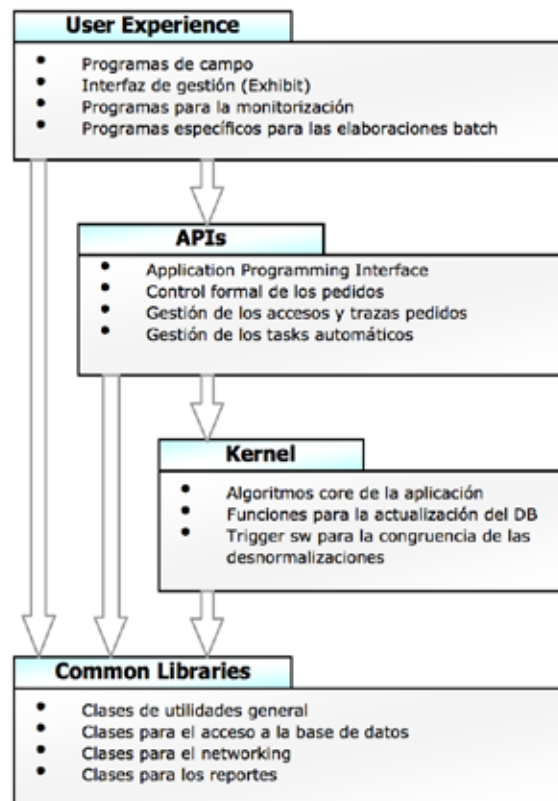 User Experience
• Programas de campo
• Interfaz de gestión (Exhibit)
• Programas para la monitorización
• Programas específicos para las elaboraciones batch
APIs
• Application Programming Interface
• Control formal de los pedidos
• Gestión de los accesos y trazas pedidos
• Gestión de los tasks automáticos
Kernel
• Algoritmos core de la aplicación
• Funciones para la actualización del DB
• Trigger sw para la congruencia de las
desnormalizaciones
Common Libraries
• Clases de utilidades general
• Clases para el acceso a la base de datos
• Clases para el networking
• Clases para los reportes